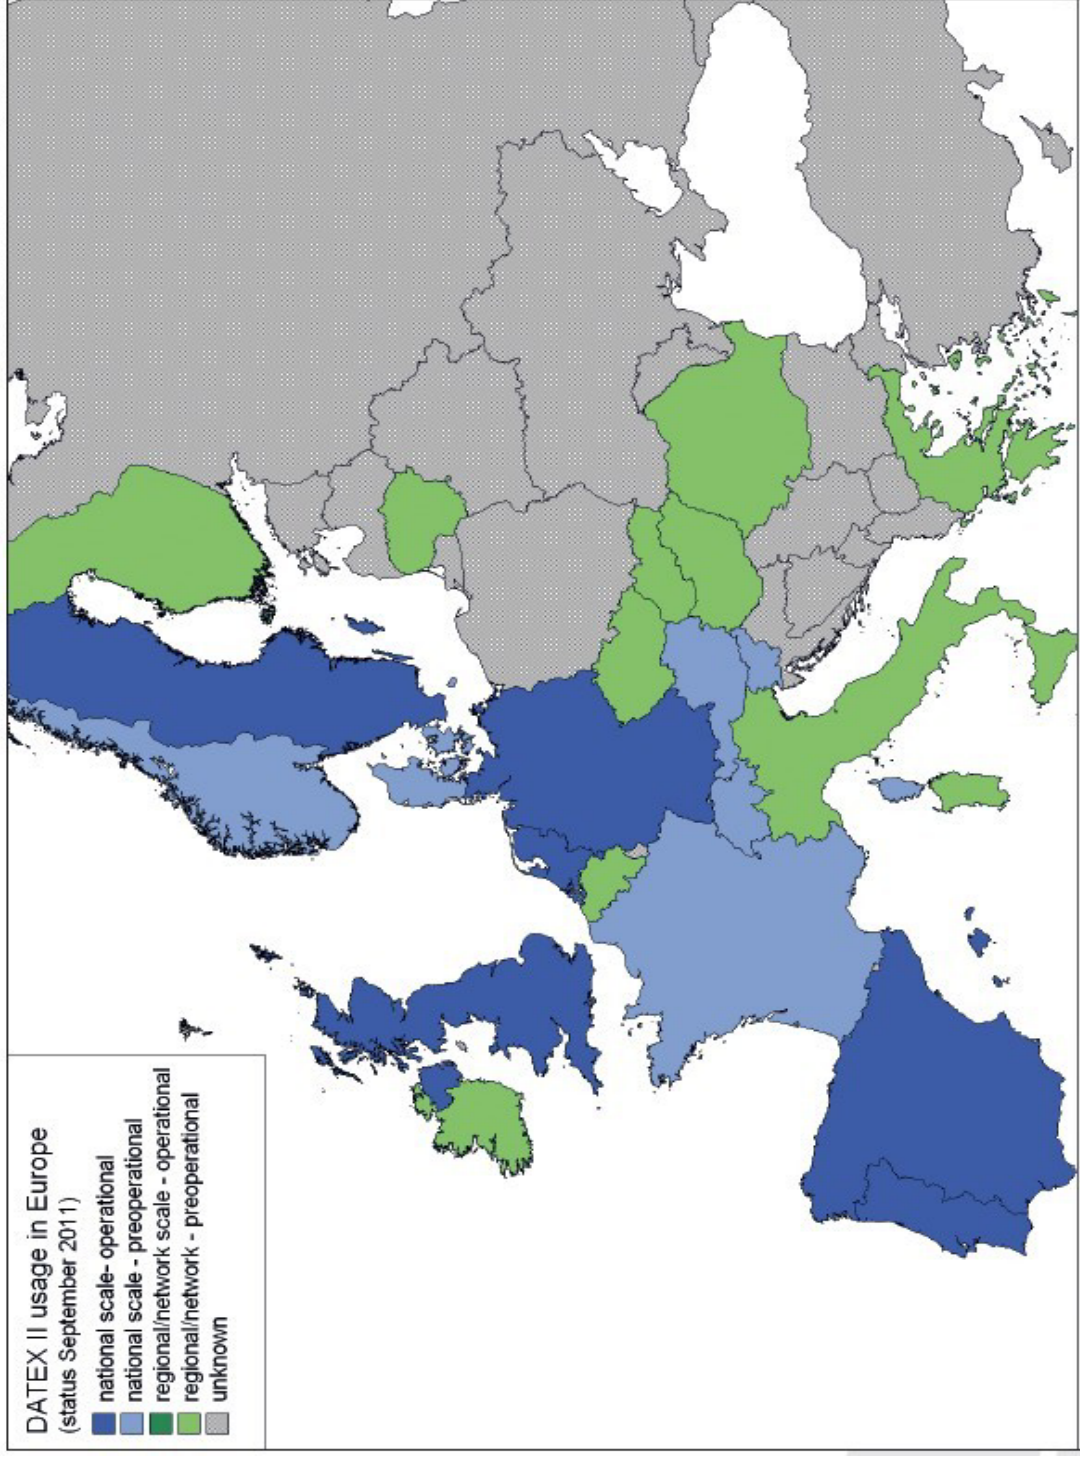 DATEX II usage in Europe
(status September 2011)
national scale- operational
national scale - preoperational
regional/network scale - operational
regional/network - preoperational
unknown